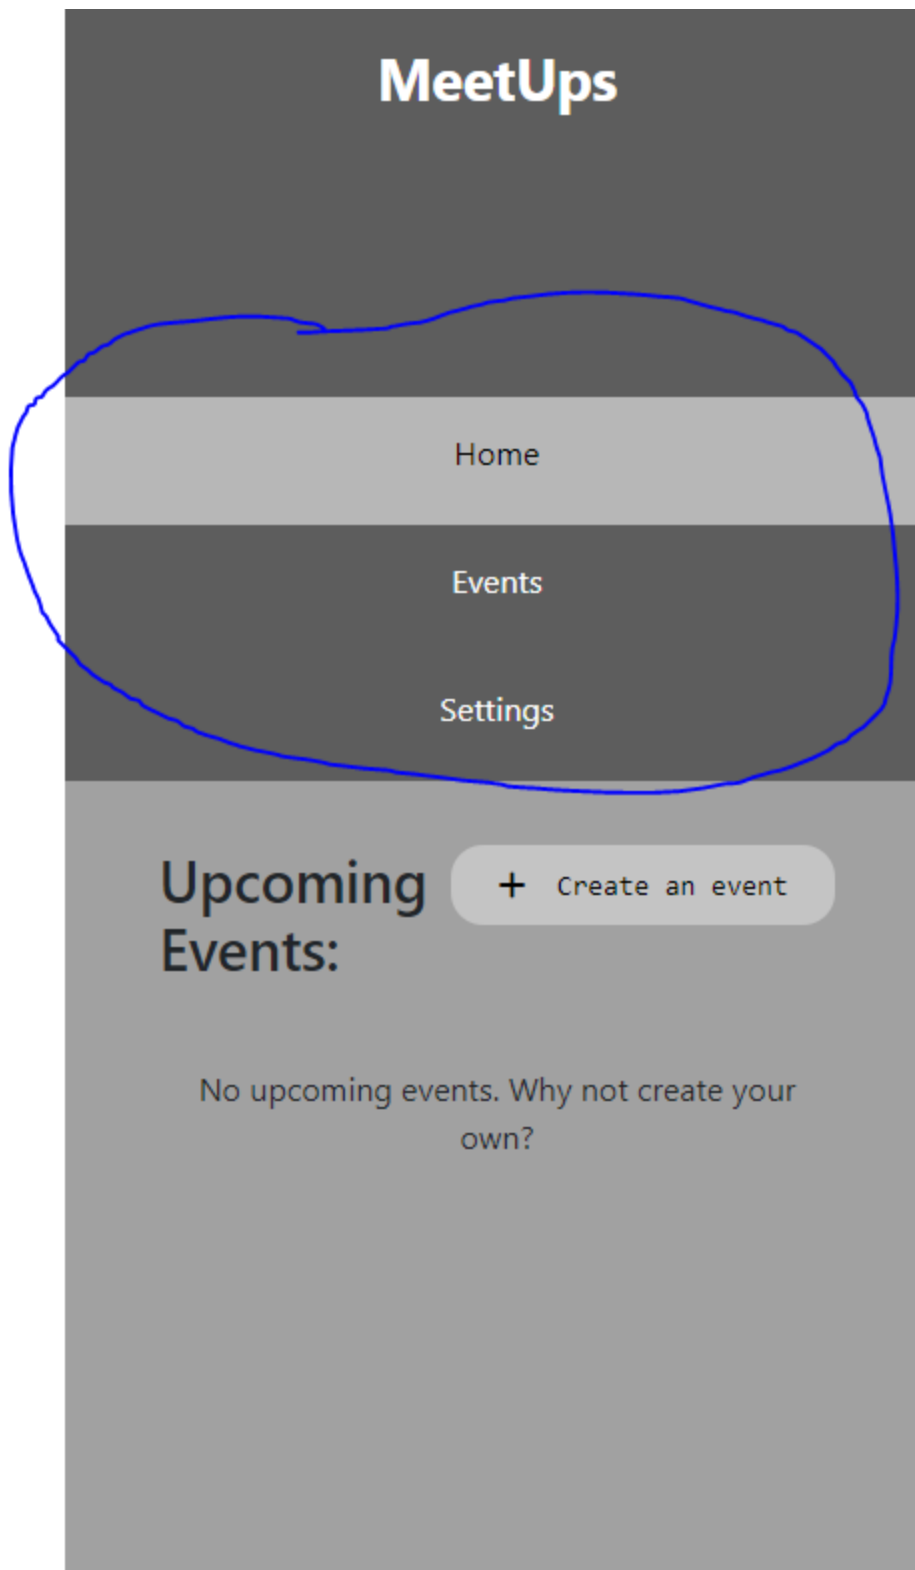 MeetUps
Home
Events
Settings
Upcoming
Events:
+ Create an event
No upcoming events. Why not create your
own?